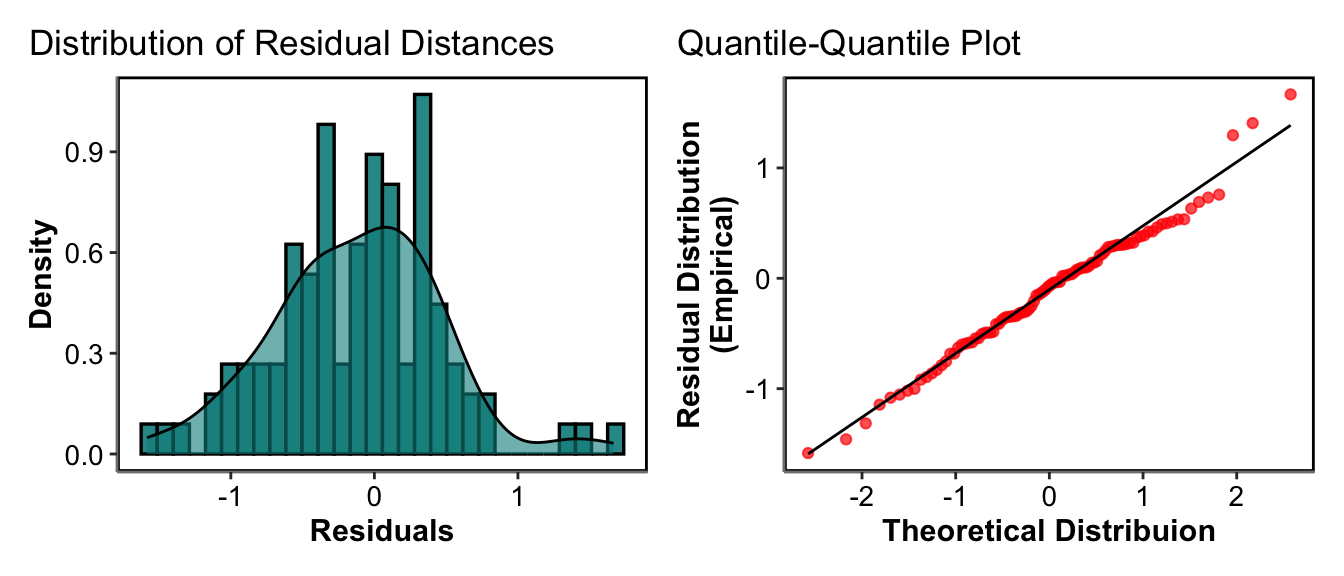 Distribution of Residual Distances
Density
0.9
0.6
0.3
0.0
-1 0 1
Residuals
Quantile-Quantile Plot
Residual Distribution
(Empirical)
1
0
-1
-2 -1 0 1 2
Theoretical Distribuion